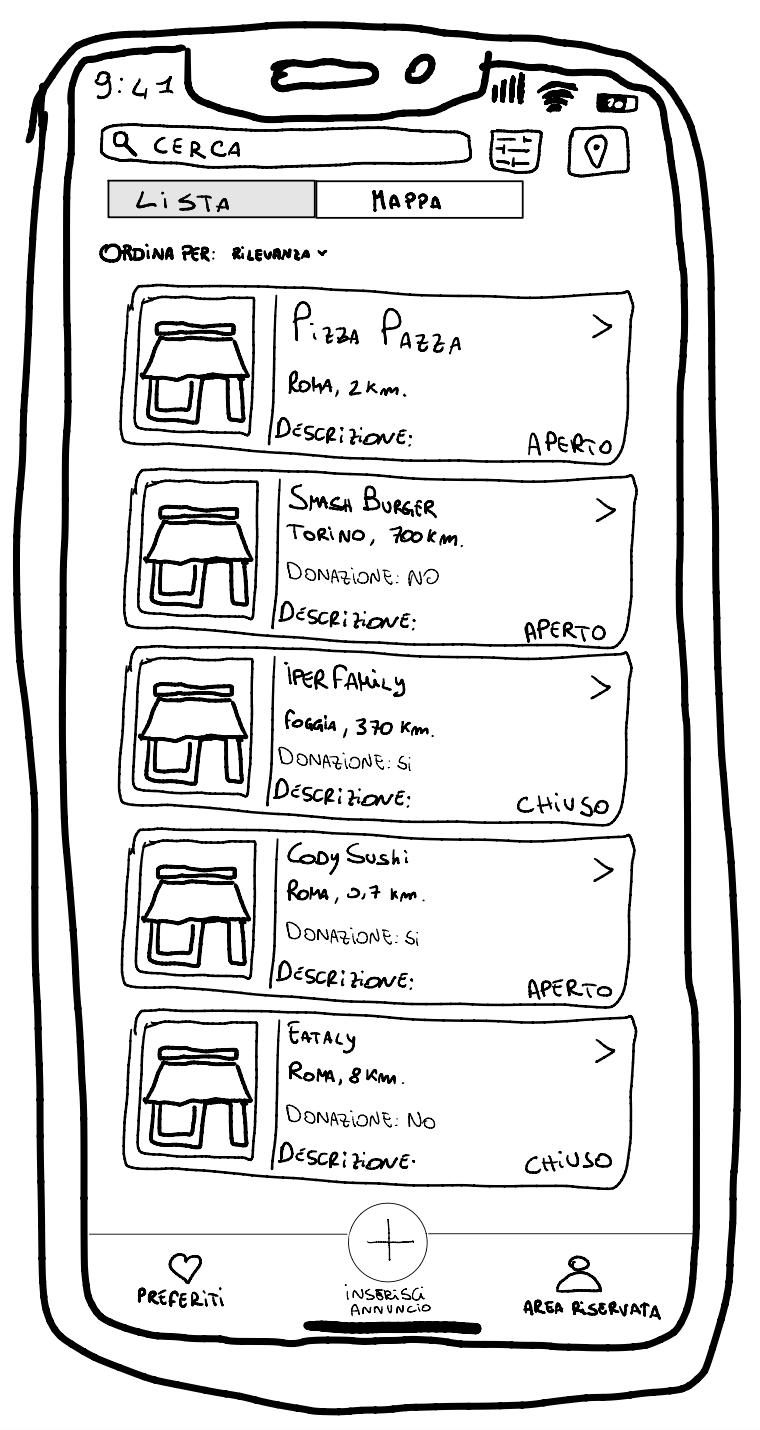 9:41
CERCA
LiSTA
MAPPA
ORDINA PER: RiLEVANZA
PiZZA PAZZA
ROMA, 2 Km.
DESCRIZIONE:
APERTO
SMASH BURGER
TORiNO, 700 Km.
DONAZIONE: NO
DESCRIZIONE:
APERTO
iPER FAMiLy
FOGGIA, 370 Km.
DONAZIONE: Si
DESCRIZIONE:
CHiUSO
CODy SUShi
ROMA, 0,7 Km.
DONAZIONE: Si
DESCRIZIONE:
APERTO
EATALY
ROMA, 8 Km.
DONAZIONE: No
DESCRIZIONE.
CHiUSO
PREFERiTi
iNSERiSCi
ANNUNCiO
AREA RiSERVATA